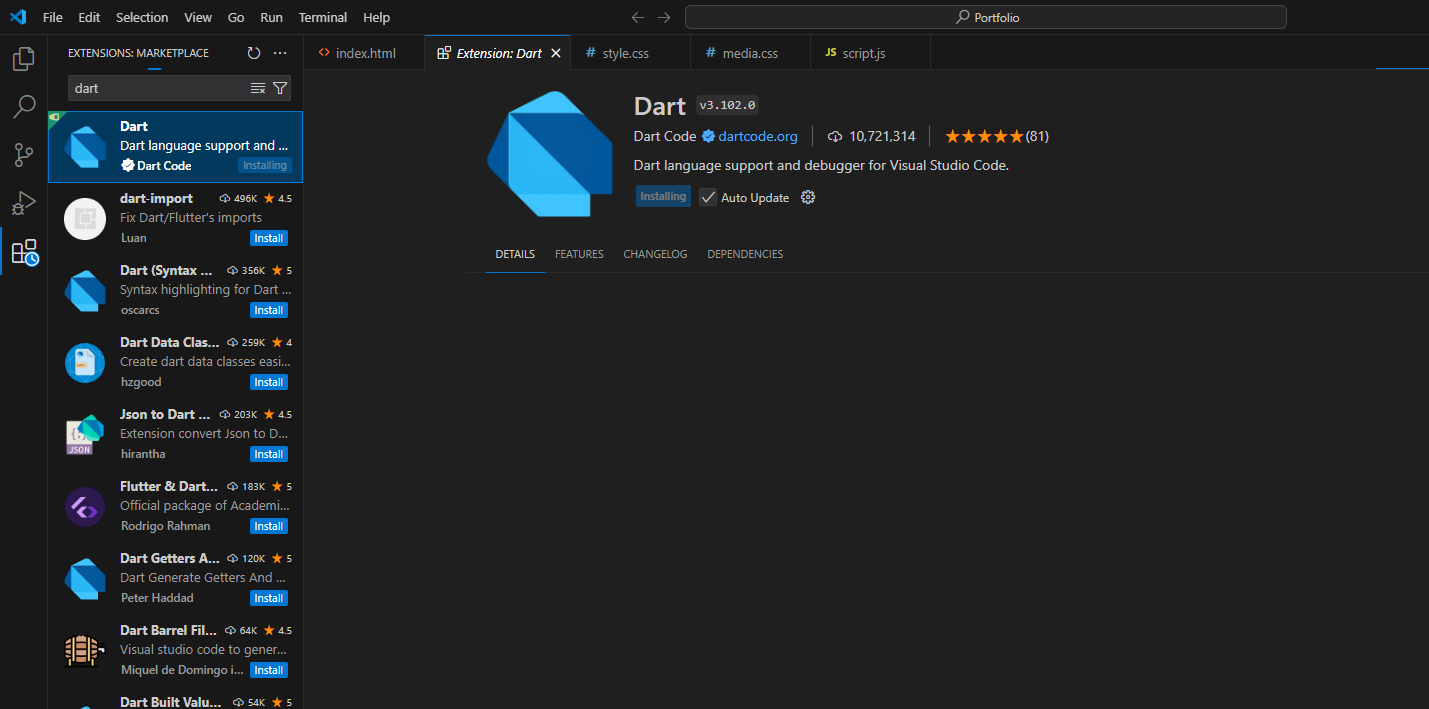 File Edit Selection View Go Run Terminal Help
Portfolio
EXTENSIONS: MARKETPLACE
dart
Dart
Dart language support and ...
Dart Code
Installing
dart-import 496K 4.5
Fix Dart/Flutter's imports
Luan
Install
Dart (Syntax ... 356K 5
Syntax highlighting for Dart ...
oscarcs
Install
Dart Data Clas... 259K 4
Create dart data classes easi...
hzgood
Install
JSON
Json to Dart ... 203K 4.5
Extension convert Json to D...
hirantha
Install
Flutter & Dart... 183K 5
Official package of Academi...
Rodrigo Rahman
Install
Dart Getters A... 120K 5
Dart Generate Getters And ...
Peter Haddad
Install
Dart Barrel Fil... 64K 4.5
Visual studio code to gener...
Miquel de Domingo i...
Install
Dart Built Valu... 54K 5
index.html
Extension: Dart
# style.css
# media.css
JS script.js
Dart v3.102.0
Dart Code dartcode.org 10,721,314 (81)
Dart language support and debugger for Visual Studio Code.
Installing Auto Update
DETAILS FEATURES CHANGELOG DEPENDENCIES